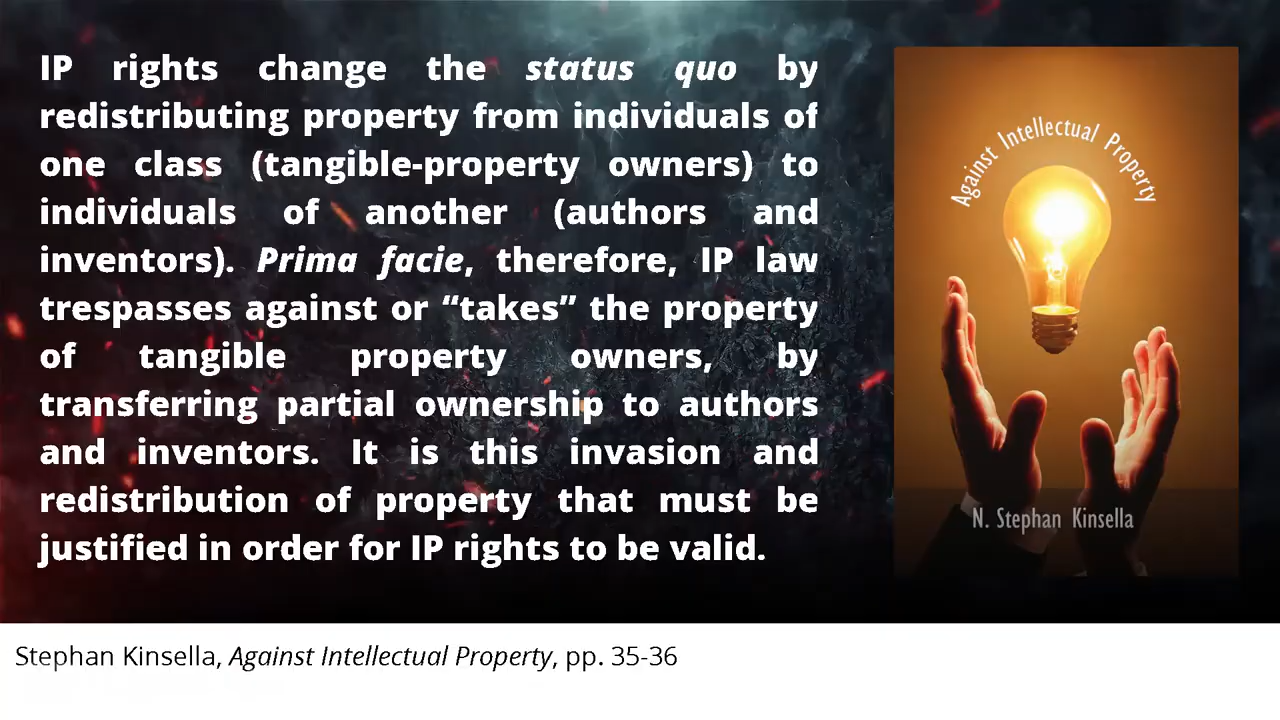 IP rights change the status quo by
redistributing property from individuals of
one class (tangible-property owners) to
individuals of another (authors and
inventors). Prima facie, therefore, IP law
trespasses against or “takes” the property
of tangible property owners, by
transferring partial ownership to authors
and inventors. It is this invasion and
redistribution of property that must be
justified in order for IP rights to be valid.
Against Intellectual Property
N. Stephan Kinsella
Stephan Kinsella, Against Intellectual Property, pp. 35-36